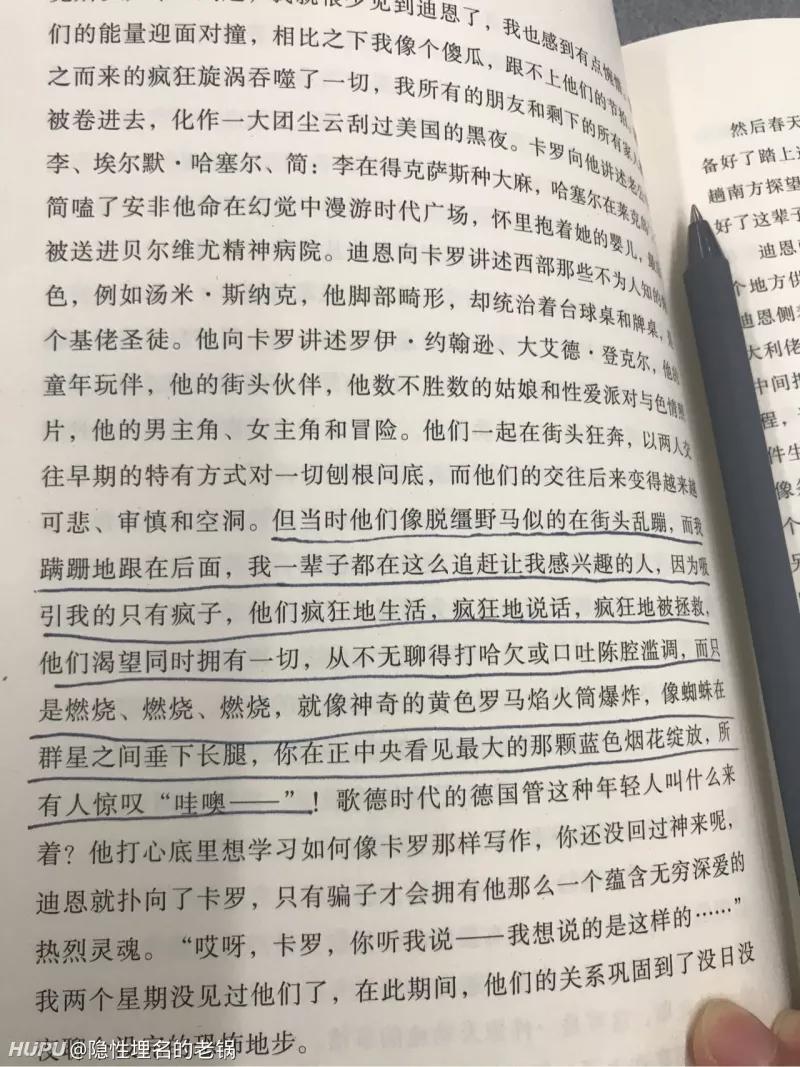 我就很少见到迪恩了，我也感到有点
们的能量迎面对撞，相比之下我像个傻瓜，跟不上他们的节
之而来的疯狂旋涡吞噬了一切，我所有的朋友和剩下的所有
被卷进去，化作一大团尘云刮过美国的黑夜。卡罗向他讲述老
李、埃尔默·哈塞尔、简：李在得克萨斯种大麻，哈塞尔在莱克
简嗑了安非他命在幻觉中漫游时代广场，怀里抱着她的婴儿，
被送进贝尔维尤精神病院。迪恩向卡罗讲述西部那些不为人知的
色，例如汤米·斯纳克，他脚部畸形，却统治着台球桌和牌桌，是
个基佬圣徒。他向卡罗讲述罗伊·约翰逊、大艾德·登克尔，他的
童年玩伴，他的街头伙伴，他数不胜数的姑娘和性爱派对与色情照
片，他的男主角、女主角和冒险。他们一起在街头狂奔，以两人交
往早期的特有方式对一切刨根问底，而他们的交往后来变得越来越
可悲、审慎和空洞。但当时他们像脱缰野马似的在街头乱蹦，而我
蹒跚地跟在后面，我一辈子都在这么追赶让我感兴趣的人，因为吸
引我的只有疯子，他们疯狂地生活，疯狂地说话，疯狂地被拯救，
他们渴望同时拥有一切，从不无聊得打哈欠或口吐陈腔滥调，而只
是燃烧、燃烧、燃烧，就像神奇的黄色罗马焰火筒爆炸，像蜘蛛在
群星之间垂下长腿，你在正中央看见最大的那颗蓝色烟花绽放，所
有人惊叹“哇噢——”！歌德时代的德国管这种年轻人叫什么来
着？他打心底里想学习如何像卡罗那样写作，你还没回过神来呢，
迪恩就扑向了卡罗，只有骗子才会拥有他那么一个蕴含无穷深爱的
热烈灵魂。“哎呀，卡罗，你听我说——我想说的是这样的……”
我两个星期没见过他们了，在此期间，他们的关系巩固到了没日没
恐怖地步。
然后春天
备好了踏上
趟南方探望
好了这辈子
迪恩
个地方供
迪恩侧
大利佬
中间
程，
件生
像
HUPU@隐性埋名的老锅